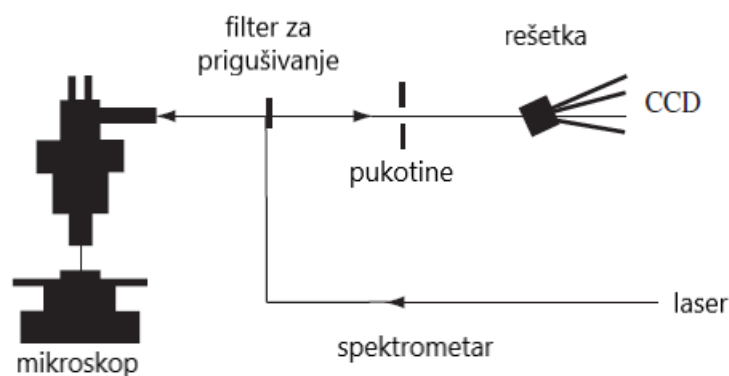 filter za
prigušivanje
rešetka
CCD
pukotine
laser
spektrometar
mikroskop